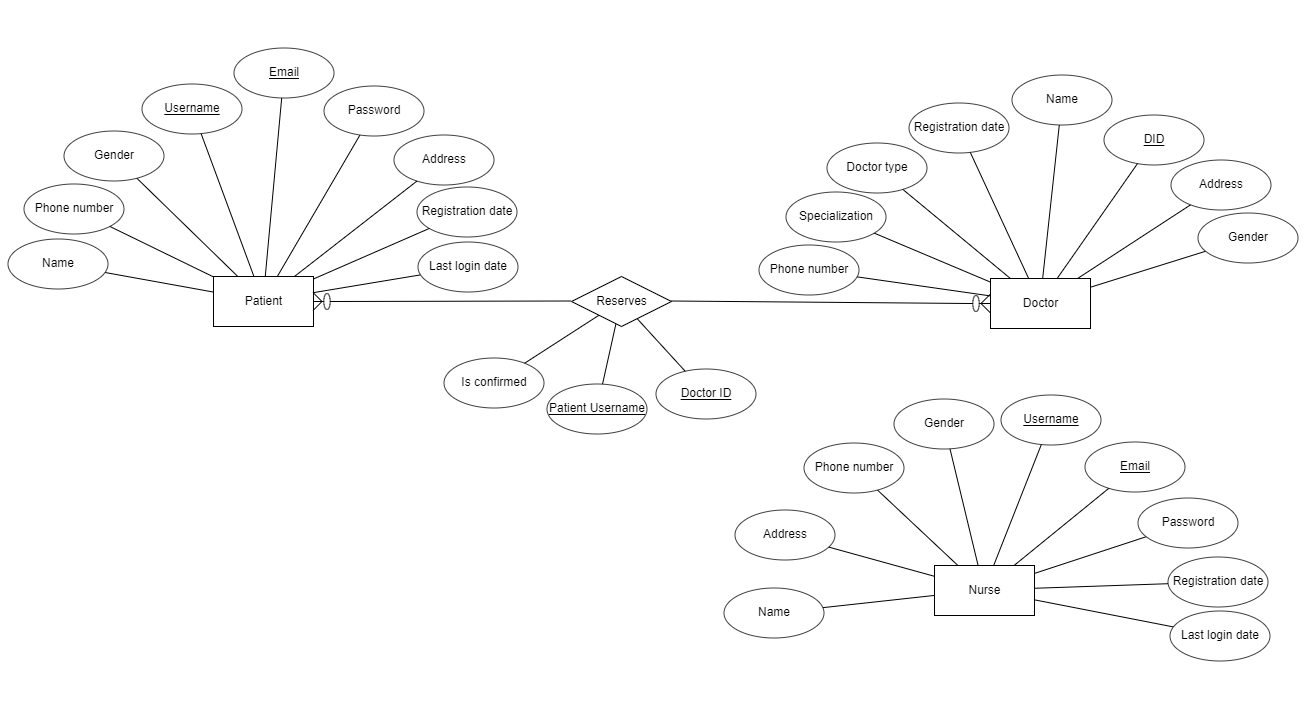 Email
Username
Password
Gender
Address
Phone number
Registration date
Name
Last login date
Patient
Reserves
Is confirmed
Patient Username
Doctor ID
Name
Registration date
DID
Doctor type
Address
Specialization
Gender
Phone number
Doctor
Gender
Username
Phone number
Email
Address
Password
Registration date
Nurse
Name
Last login date